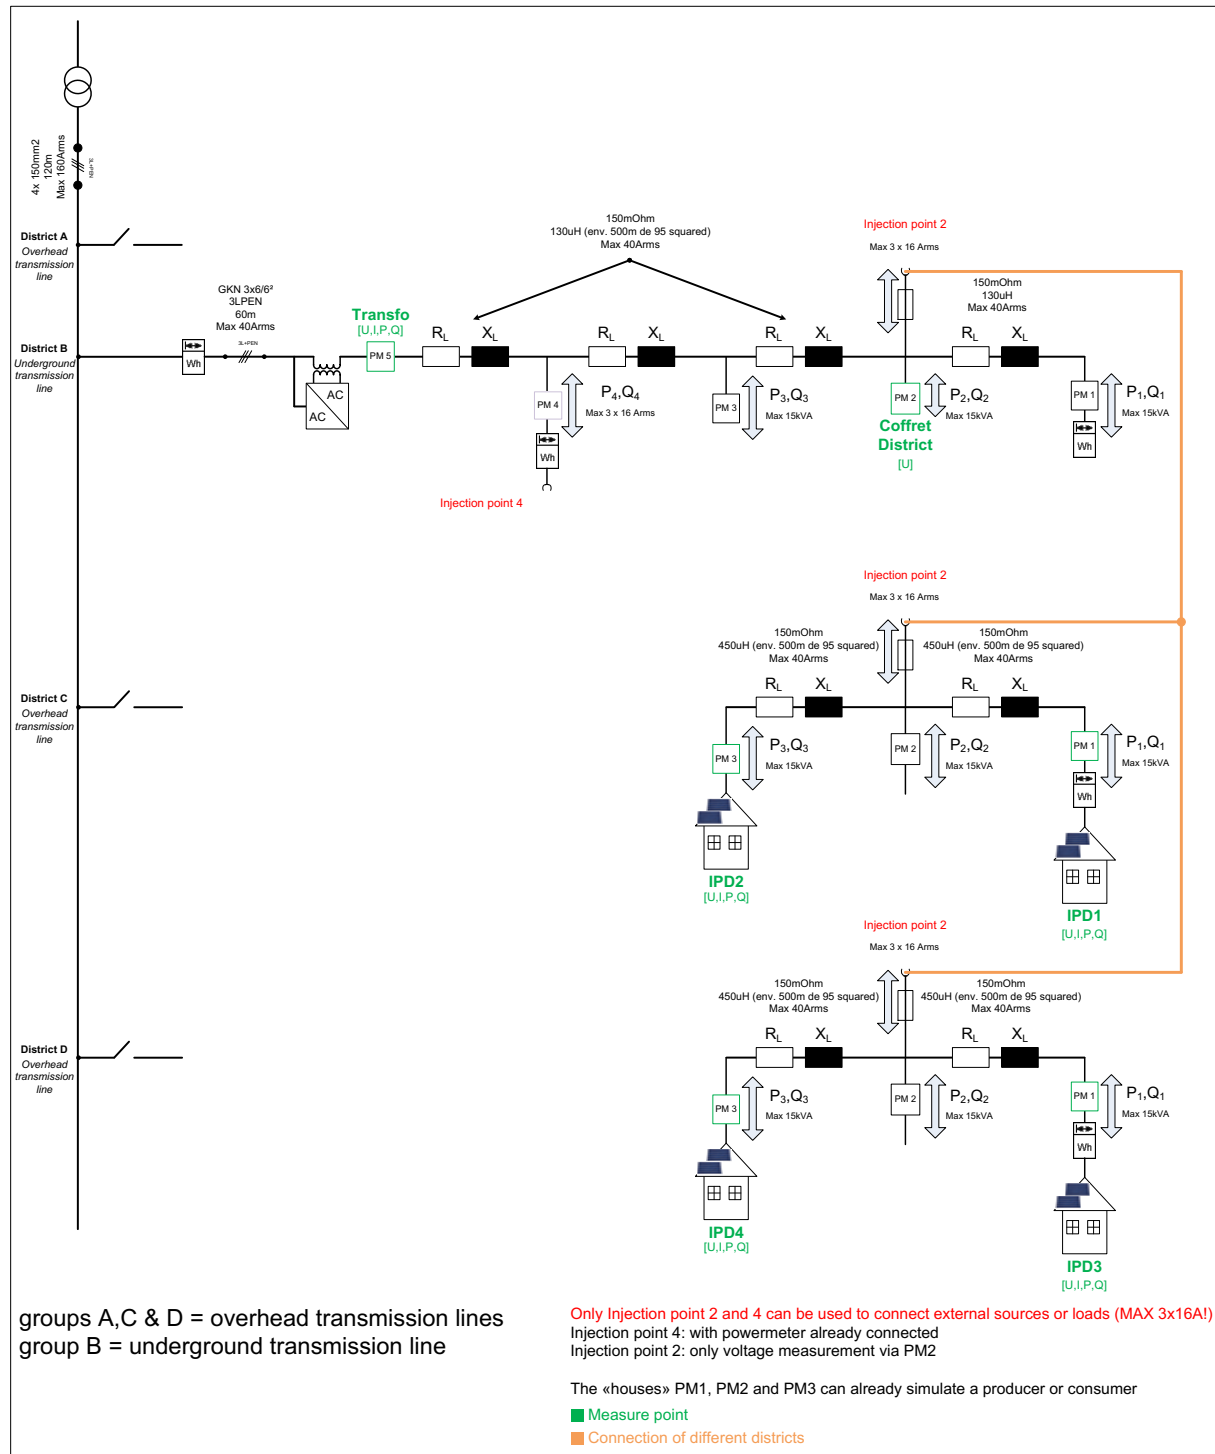 4x 150mm2
120m
Max 160Arms
3L+PEN
District A
Overhead
transmission
line
District B
Underground
transmission
line
Wh
GKN 3x6/6²
3LPEN
60m
Max 40Arms
3L+PEN
AC
AC
Transfo
[U,I,P,Q]
PM 5
RL
XL
150mOhm
130uH (env. 500m de 95 squared)
Max 40Arms
PM 4
P4,Q4
Max 3 x 16 Arms
Wh
Injection point 4
RL
XL
PM 3
P3,Q3
Max 15kVA
RL
XL
Injection point 2
Max 3 x 16 Arms
PM 2
P2,Q2
Max 15kVA
Coffret
District
[U]
150mOhm
130uH
Max 40Arms
RL
XL
PM 1
P1,Q1
Max 15kVA
Wh
District C
Overhead
transmission
line
Injection point 2
Max 3 x 16 Arms
150mOhm
450uH (env. 500m de 95 squared)
Max 40Arms
150mOhm
450uH (env. 500m de 95 squared)
Max 40Arms
RL
XL
RL
XL
PM 3
P3,Q3
Max 15kVA
PM 2
P2,Q2
Max 15kVA
PM 1
P1,Q1
Max 15kVA
Wh
IPD2
[U,I,P,Q]
IPD1
[U,I,P,Q]
District D
Overhead
transmission
line
Injection point 2
Max 3 x 16 Arms
150mOhm
450uH (env. 500m de 95 squared)
Max 40Arms
150mOhm
450uH (env. 500m de 95 squared)
Max 40Arms
RL
XL
RL
XL
PM 3
P3,Q3
Max 15kVA
PM 2
P2,Q2
Max 15kVA
PM 1
P1,Q1
Max 15kVA
Wh
IPD4
[U,I,P,Q]
IPD3
[U,I,P,Q]
groups A,C & D = overhead transmission lines
group B = underground transmission line
Only Injection point 2 and 4 can be used to connect external sources or loads (MAX 3x16A!)
Injection point 4: with powermeter already connected
Injection point 2: only voltage measurement via PM2
The «houses» PM1, PM2 and PM3 can already simulate a producer or consumer
Measure point
Connection of different districts